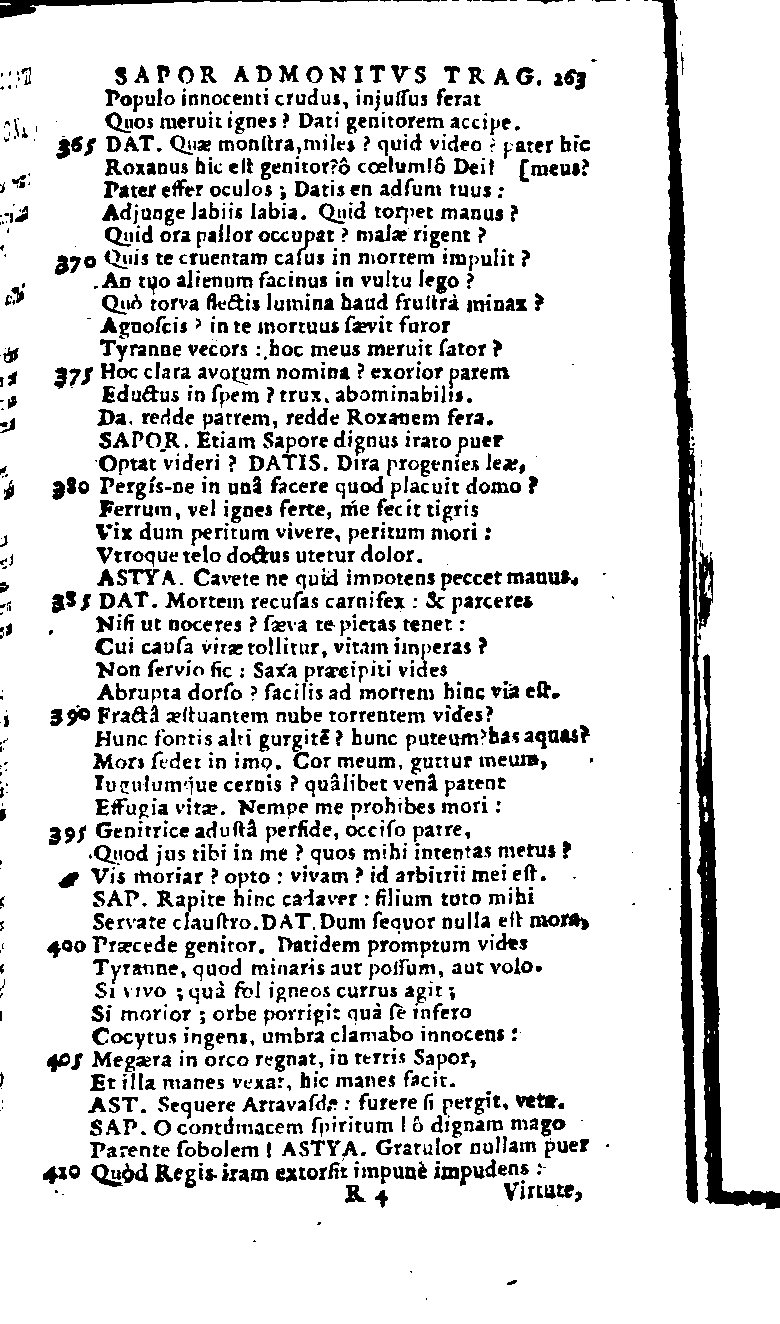 SAPOR ADMONITVS TRAG. 263
Populo innocenti crudus, injuſſus ferat
Quos meruit ignes ? Dati genitorem accipe.
365 DAT. Quæ monſtra, miles ? quid video ? pater hic
Roxanus hic eſt genitor?ô cœlum!ô Dei! [meus?
Pater effer oculos ; Datis en adſum tuus :
Adjunge labiis labia. Quid torpet manus ?
Quid ora pallor occupat ? malæ rigent ?
370 Quis te cruentam caſus in mortem impulit ?
An tuo alienum facinus in vultu lego ?
Quò torva flectis lumina haud fruſtrà minax ?
Agnoſcis ? in te mortuus ſævit furor
Tyranne vecors : hoc meus meruit ſator ?
375 Hoc clara avorum nomina ? exorior parem
Eductus in ſpem ? trux, abominabilis.
Da, redde patrem, redde Roxanem fera.
SAPOR. Etiam Sapore dignus irato puer
Optat videri ? DATIS. Dira progenies leæ,
380 Pergís-ne in unâ facere quod placuit domo ?
Ferrum, vel ignes ferte, me fecit tigris
Vix dum peritum vivere, peritum mori :
Vtroque telo doctus utetur dolor.
ASTYA. Cavete ne quid impotens peccet manus.
385 DAT. Mortem recuſas carnifex : & parceres
Niſi ut noceres ? ſæva te pietas tenet :
Cui cauſa vitæ tollitur, vitam imperas ?
Non ſervio ſic : Saxa præcipiti vides
Abrupta dorſo ? facilis ad mortem hinc via eſt.
390 Fractâ æſtuantem nube torrentem vides?
Hunc fontis alti gurgitē ? hunc puteum?has aquas?
Mors ſedet in imo. Cor meum, guttur meum,
Iugulumque cernis ? quâlibet venâ patent
Effugia vitæ. Nempe me prohibes mori :
395 Genitrice aduſtâ perfide, occiſo patre,
Quod jus tibi in me ? quos mihi intentas metus ?
Vis moriar ? opto : vivam ? id arbitrii mei eſt.
SAP. Rapite hinc cadaver : filium tuto mihi
Servate clauſtro. DAT. Dum ſequor nulla eſt mora,
400 Præcede genitor. Datidem promptum vides
Tyranne, quod minaris aut poſſum, aut volo.
Si vivo ; quà ſol igneos currus agit ;
Si morior ; orbe porrigit quà ſe infero
Cocytus ingens, umbra clamabo innocens :
405 Megæra in orco regnat, in terris Sapor,
Et illa manes vexat, hic manes facit.
AST. Sequere Artavaſde : furere ſi pergit, veta.
SAP. O contumacem ſpiritum ! ô dignam mago
Parente ſobolem ! ASTYA. Gratulor nullam puer
410 Quòd Regis iram extorſit impunè impudens :
R 4 Virtute,